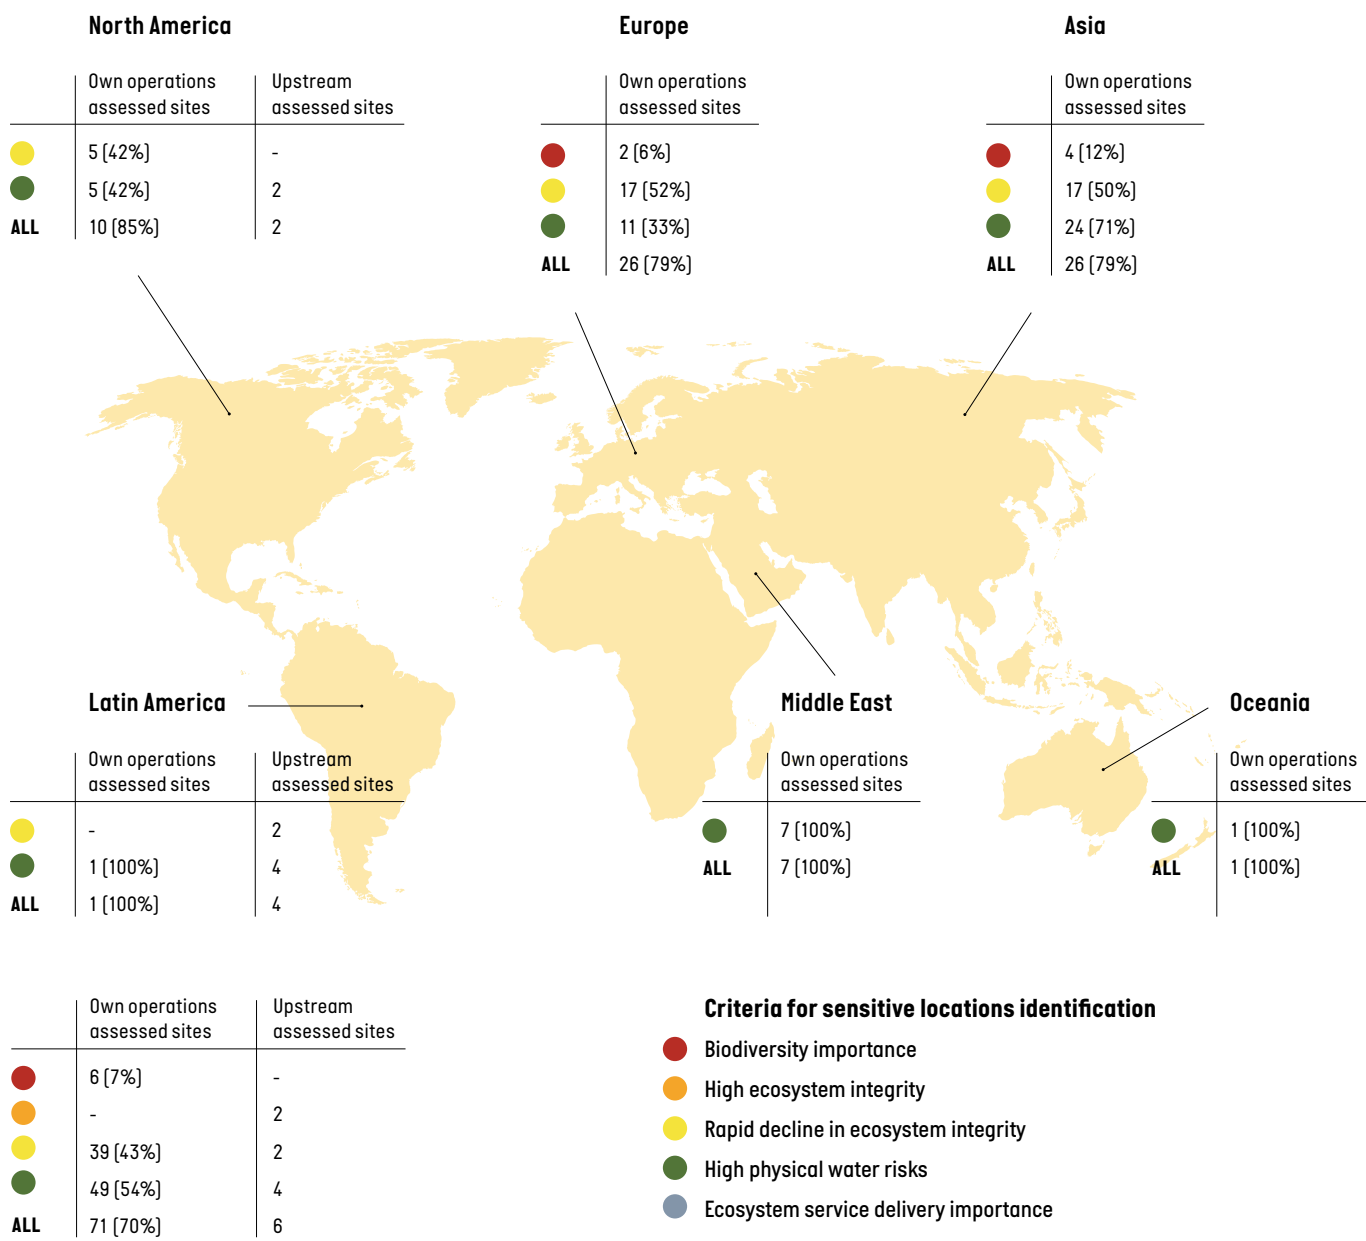 North America
Own operations assessed sites
Upstream assessed sites
5 (42%) -
5 (42%) 2
ALL 10 (85%) 2
Europe
Own operations assessed sites
2 (6%)
17 (52%)
11 (33%)
ALL 26 (79%)
Asia
Own operations assessed sites
4 (12%)
17 (50%)
24 (71%)
ALL 26 (79%)
Latin America
Own operations assessed sites
Upstream assessed sites
- 2
1 (100%) 4
ALL 1 (100%) 4
Middle East
Own operations assessed sites
7 (100%)
ALL 7 (100%)
Oceania
Own operations assessed sites
1 (100%)
ALL 1 (100%)
Own operations assessed sites
Upstream assessed sites
6 (7%) -
- 2
39 (43%) 2
49 (54%) 4
ALL 71 (70%) 6
Criteria for sensitive locations identification
Biodiversity importance
High ecosystem integrity
Rapid decline in ecosystem integrity
High physical water risks
Ecosystem service delivery importance